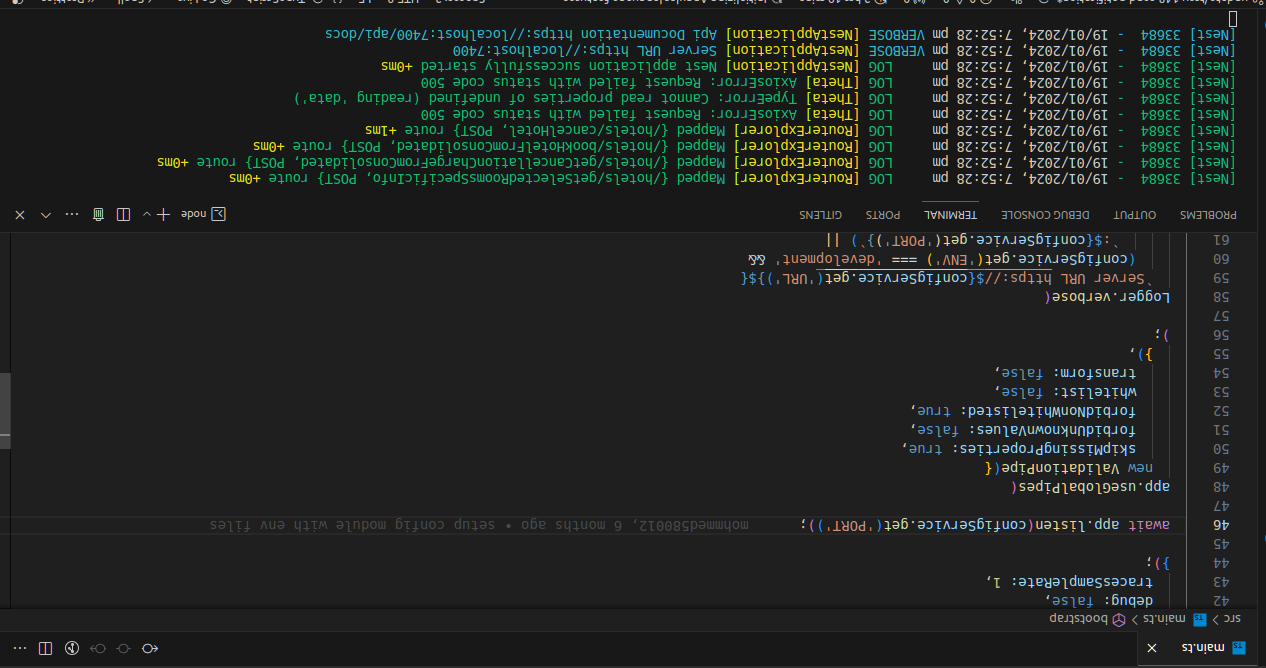 main.ts
src > main.ts > bootstrap
42 debug: false,
43 tracesSampleRate: 1,
44 });
45
46 await app.listen(configService.get('PORT')); mohmmed580012, 6 months ago • setup config module with env files
47
48 app.useGlobalPipes(
49 new ValidationPipe({
50 skipMissingProperties: true,
51 forbidUnknownValues: false,
52 forbidNonWhitelisted: true,
53 whitelist: false,
54 transform: false,
55 }),
56 );
57
58 Logger.verbose(
59 `Server URL https://${configService.get('URL')}${
60 (configService.get('ENV') === 'development' &&
61 `:${configService.get('PORT')}`) ||
PROBLEMS OUTPUT DEBUG CONSOLE TERMINAL PORTS GITLENS node
[Nest] 33684 - 19/01/2024, 7:52:28 pm LOG [RouterExplorer] Mapped {/hotels/getSelectedRoomsSpecificInfo, POST} route +0ms
[Nest] 33684 - 19/01/2024, 7:52:28 pm LOG [RouterExplorer] Mapped {/hotels/getCancellationChargeFromConsolidated, POST} route +0ms
[Nest] 33684 - 19/01/2024, 7:52:28 pm LOG [RouterExplorer] Mapped {/hotels/bookHotelFromConsolidated, POST} route +0ms
[Nest] 33684 - 19/01/2024, 7:52:28 pm LOG [RouterExplorer] Mapped {/hotels/cancelHotel, POST} route +1ms
[Nest] 33684 - 19/01/2024, 7:52:28 pm LOG [Theta] AxiosError: Request failed with status code 500
[Nest] 33684 - 19/01/2024, 7:52:28 pm LOG [Theta] TypeError: Cannot read properties of undefined (reading 'data')
[Nest] 33684 - 19/01/2024, 7:52:28 pm LOG [Theta] AxiosError: Request failed with status code 500
[Nest] 33684 - 19/01/2024, 7:52:28 pm LOG [NestApplication] Nest application successfully started +0ms
[Nest] 33684 - 19/01/2024, 7:52:28 pm VERBOSE [NestApplication] Server URL https://localhost:7400
[Nest] 33684 - 19/01/2024, 7:52:28 pm VERBOSE [NestApplication] Api Documentation https://localhost:7400/api/docs